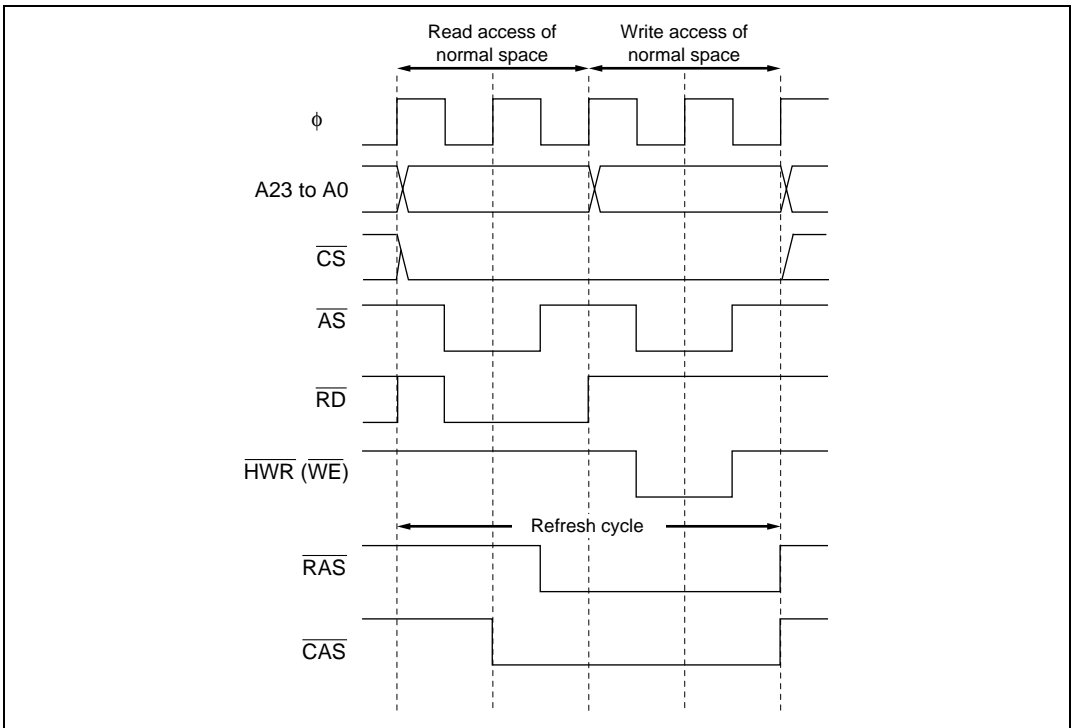 Read access of
normal space
Write access of
normal space
ϕ
A23 to A0
CS
AS
RD
HWR (WE)
Refresh cycle
RAS
CAS